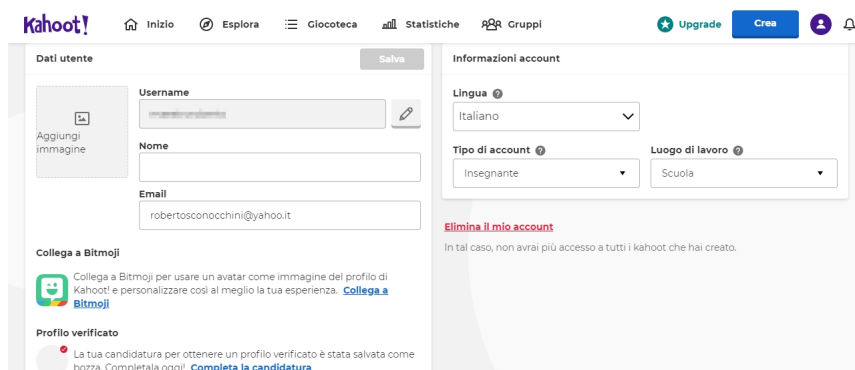 Kahoot!
Inizio
Esplora
Giocoteca
Statistiche
Gruppi
Upgrade
Crea
Dati utente
Salva
Username
Aggiungi
immagine
Nome
Email
robertosconocchini@yahoo.it
Collega a Bitmoji
Collega a Bitmoji per usare un avatar come immagine del profilo di
Kahoot! e personalizzare così al meglio la tua esperienza. Collega a
Bitmoji
Profilo verificato
La tua candidatura per ottenere un profilo verificato è stata salvata come
bozza. Completala oggi! Completa la candidatura
Informazioni account
Lingua
Italiano
Tipo di account
Luogo di lavoro
Insegnante
Scuola
Elimina il mio account
In tal caso, non avrai più accesso a tutti i kahoot che hai creato.